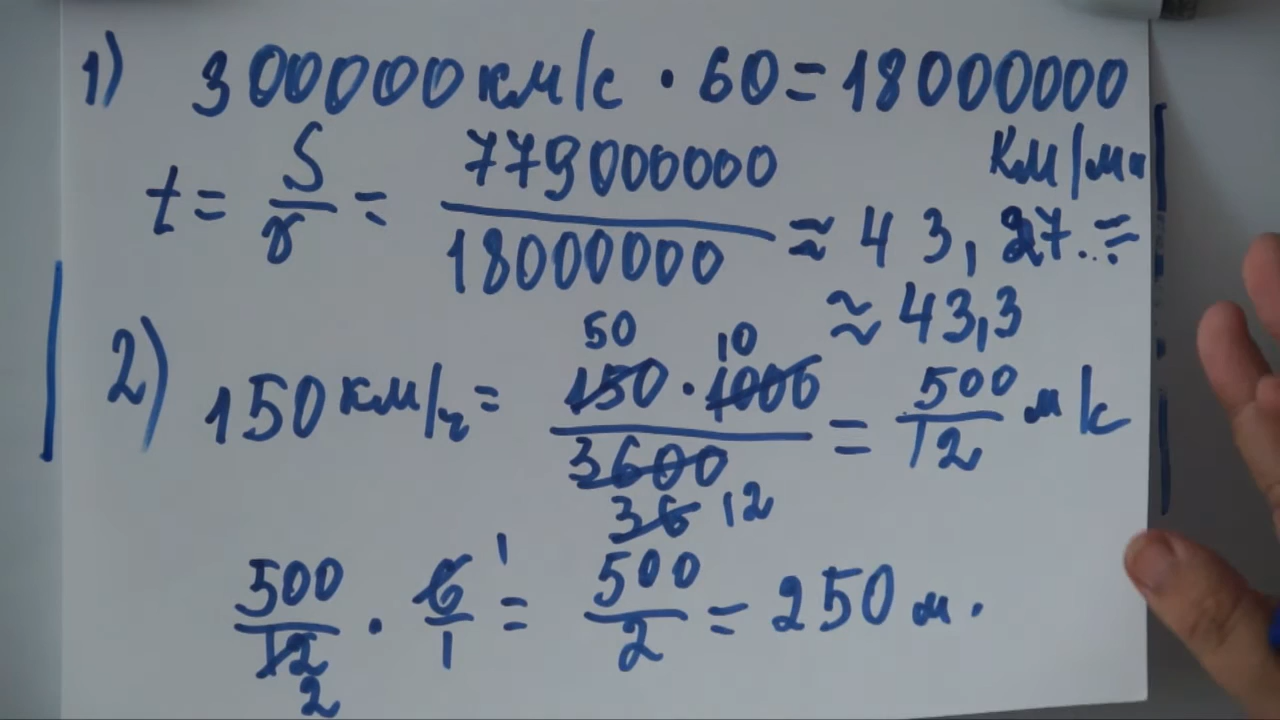 1) 300000 км/с · 60 = 18000000
км/ми
t = S/v = 779000000/18000000 ≈ 43,27.. ≈
≈ 43,3
2) 150 км/ч = 150 · 1000/3600 = 500/12 м/с
50 10
36 12
500/12 · 6/1 = 500/2 = 250 м.
2 1